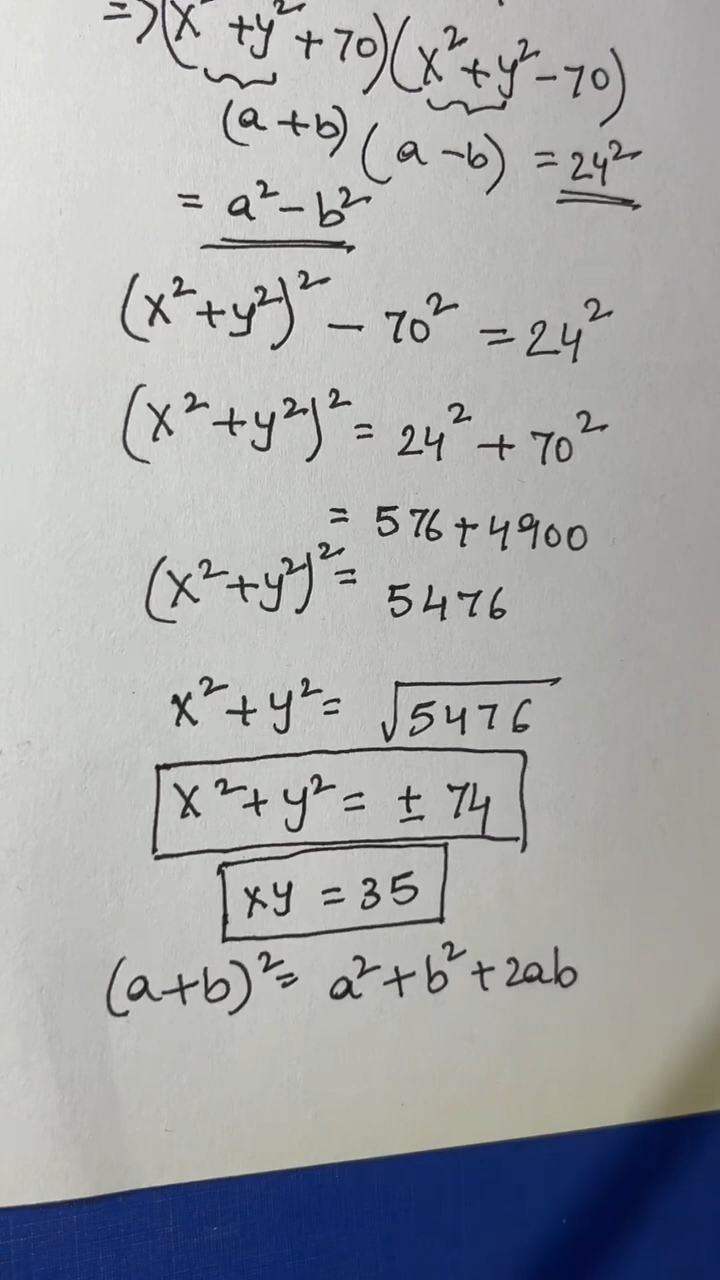 => (x² + y² + 70)(x² + y² - 70)
(a + b) (a - b) = 24²
= a² - b²
(x² + y²)² - 70² = 24²
(x² + y²)² = 24² + 70²
= 576 + 4900
(x² + y²)² = 5476
x² + y² = √5476
x² + y² = ± 74
xy = 35
(a+b)² = a² + b² + 2ab